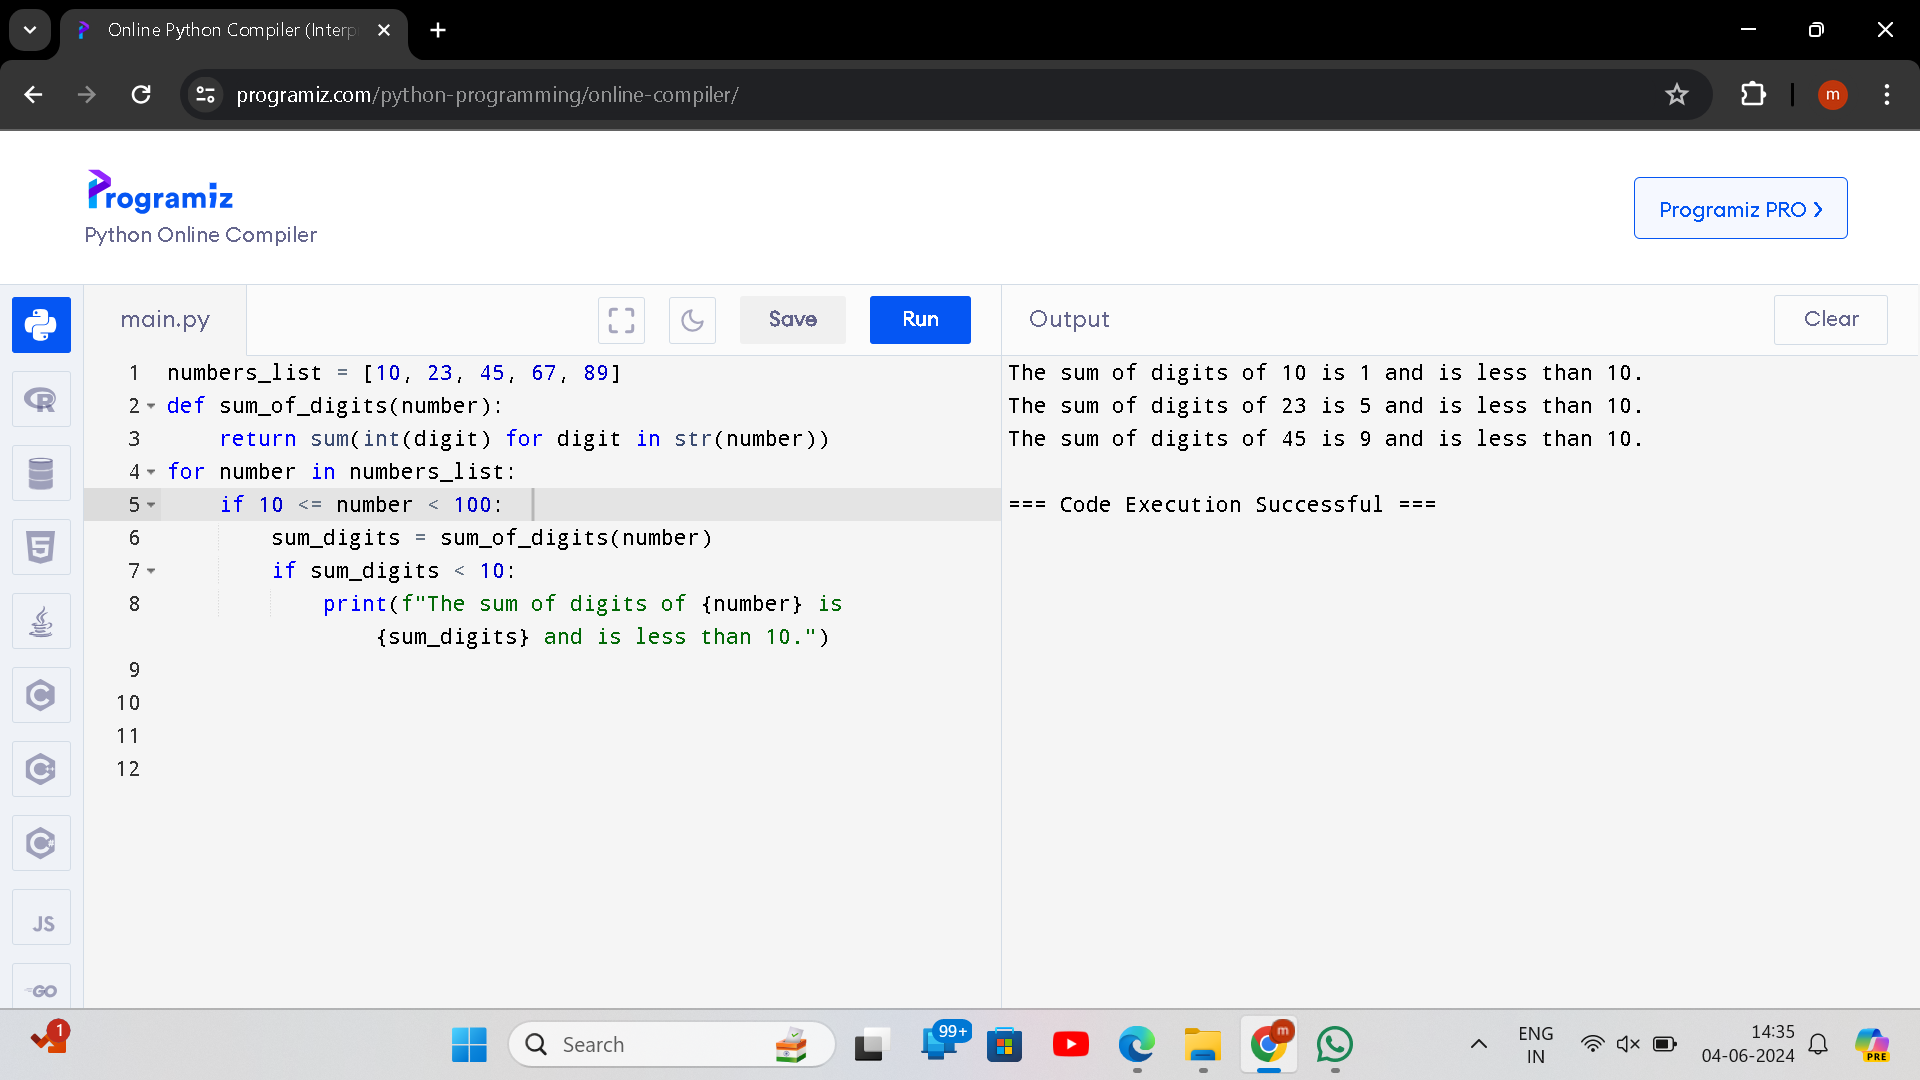 Online Python Compiler (Interp
programiz.com/python-programming/online-compiler/
m
Programiz
Python Online Compiler
Programiz PRO
main.py
Save
Run
Output
Clear
1 numbers_list = [10, 23, 45, 67, 89]
2 def sum_of_digits(number):
3     return sum(int(digit) for digit in str(number))
4 for number in numbers_list:
5     if 10 <= number < 100:
6         sum_digits = sum_of_digits(number)
7         if sum_digits < 10:
8             print(f"The sum of digits of {number} is
{sum_digits} and is less than 10.")
9
10
11
12
The sum of digits of 10 is 1 and is less than 10.
The sum of digits of 23 is 5 and is less than 10.
The sum of digits of 45 is 9 and is less than 10.
=== Code Execution Successful ===
R
5
C
C++
C#
JS
GO
1
Search
99+
m
ENG
IN
14:35
04-06-2024
PRE